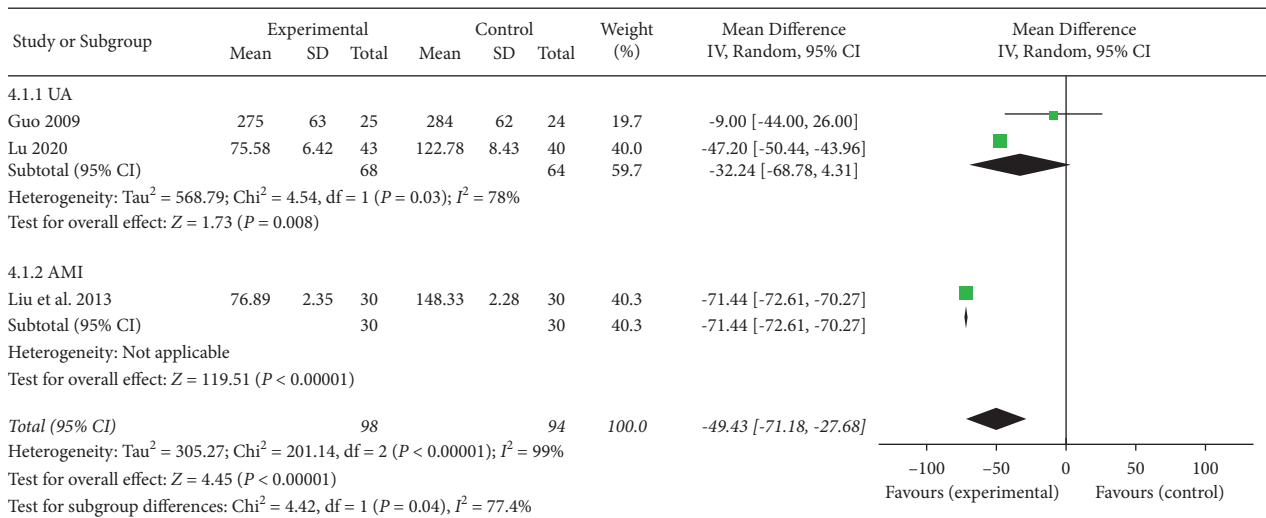 Study or Subgroup Experimental Control Weight Mean Difference Mean Difference
Mean SD Total Mean SD Total (%) IV, Random, 95% CI IV, Random, 95% CI
4.1.1 UA
Guo 2009 275 63 25 284 62 24 19.7 -9.00 [-44.00, 26.00]
Lu 2020 75.58 6.42 43 122.78 8.43 40 40.0 -47.20 [-50.44, -43.96]
Subtotal (95% CI) 68 64 59.7 -32.24 [-68.78, 4.31]
Heterogeneity: Tau² = 568.79; Chi² = 4.54, df = 1 (P = 0.03); I² = 78%
Test for overall effect: Z = 1.73 (P = 0.008)
4.1.2 AMI
Liu et al. 2013 76.89 2.35 30 148.33 2.28 30 40.3 -71.44 [-72.61, -70.27]
Subtotal (95% CI) 30 30 40.3 -71.44 [-72.61, -70.27]
Heterogeneity: Not applicable
Test for overall effect: Z = 119.51 (P < 0.00001)
Total (95% CI) 98 94 100.0 -49.43 [-71.18, -27.68]
Heterogeneity: Tau² = 305.27; Chi² = 201.14, df = 2 (P < 0.00001); I² = 99%
Test for overall effect: Z = 4.45 (P < 0.00001)
Test for subgroup differences: Chi² = 4.42, df = 1 (P = 0.04), I² = 77.4%
–100 –50 0 50 100
Favours (experimental) Favours (control)